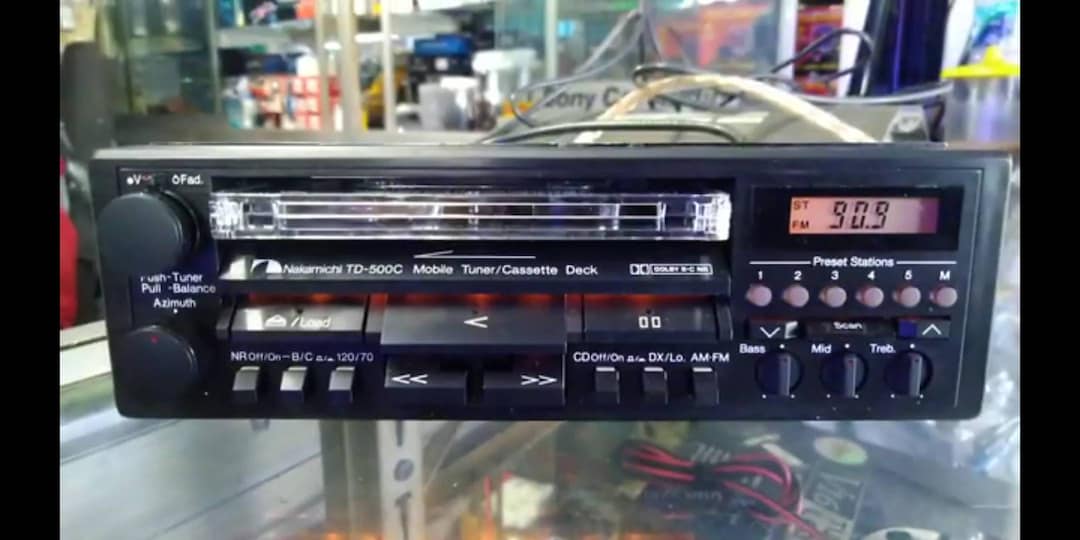 Sony C
Fad.
ST
FM 90.9
Nakamichi TD-500C Mobile Tuner/Cassette Deck DOLBY B-C NR
Push-Tuner
Pull -Balance
Azimuth
Preset Stations
1 2 3 4 5 M
/Load
<
Scan
NR Off/On-B/C 120/70
<< >>
CD Off/On DX/Lo. AM·FM
Bass Mid Treb.